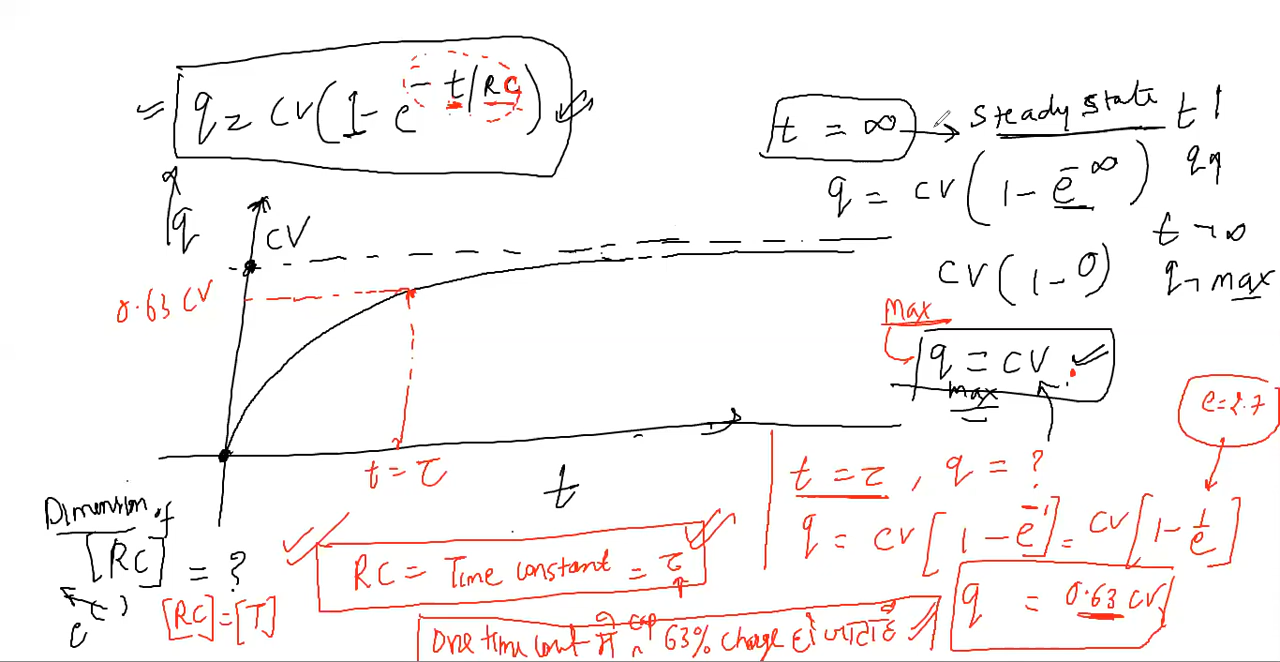 q = CV(1 - e^{-t/RC})
q
CV
0.63 CV
t = τ
t
t = ∞ → Steady State
t ↑
q ↑
q = CV(1 - e^{-∞})
t → ∞
CV(1 - 0)
q → max
Max
q = CV
max
e = 2.7
t = τ, q = ?
q = CV[1 - e^{-1}] = CV[1 - 1/e]
q = 0.63 CV
Dimension of
[RC] = ?
[RC] = [T]
RC = Time constant = τ
One time const में cap 63% charge हो जाता है